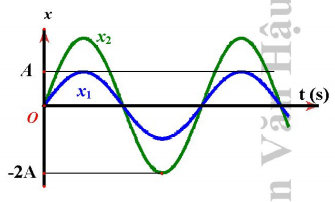 x
x₂
A
x₁
t (s)
O
-2A
n Văn Hậu